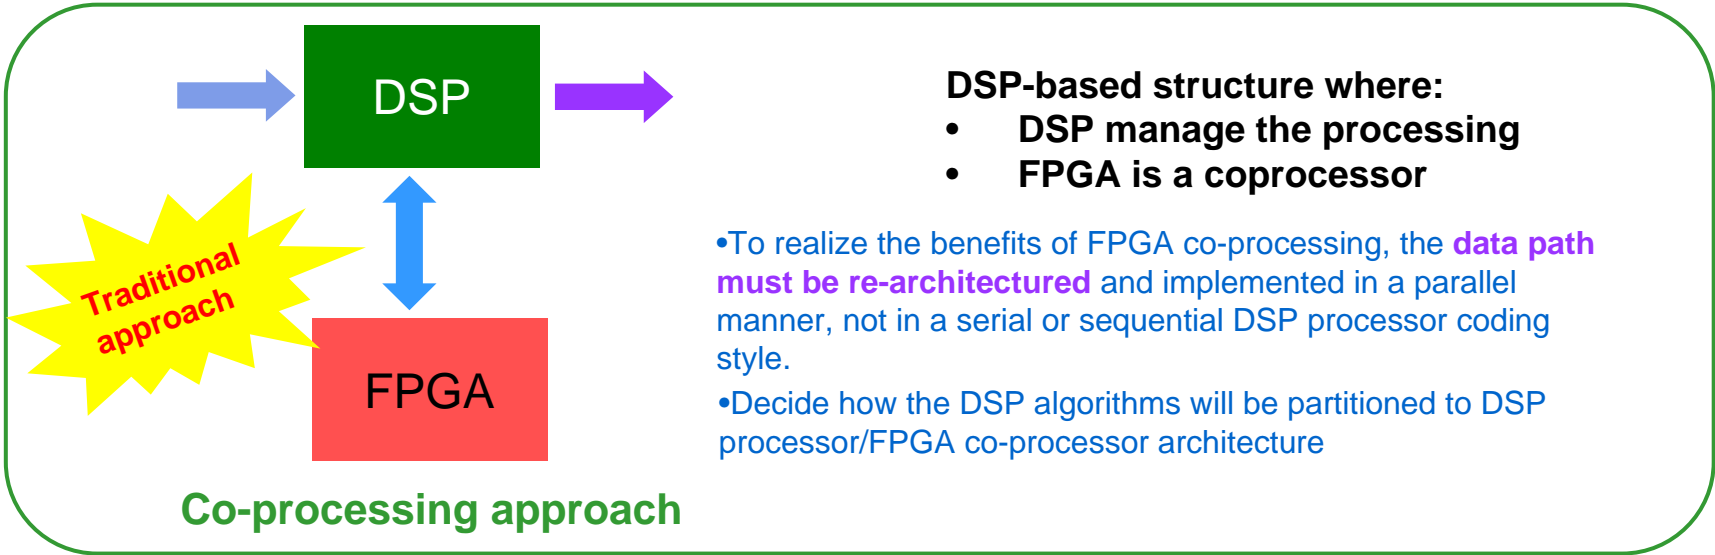 DSP
Traditional
approach
FPGA
Co-processing approach
DSP-based structure where:
• DSP manage the processing
• FPGA is a coprocessor
•To realize the benefits of FPGA co-processing, the data path
must be re-architectured and implemented in a parallel
manner, not in a serial or sequential DSP processor coding
style.
•Decide how the DSP algorithms will be partitioned to DSP
processor/FPGA co-processor architecture